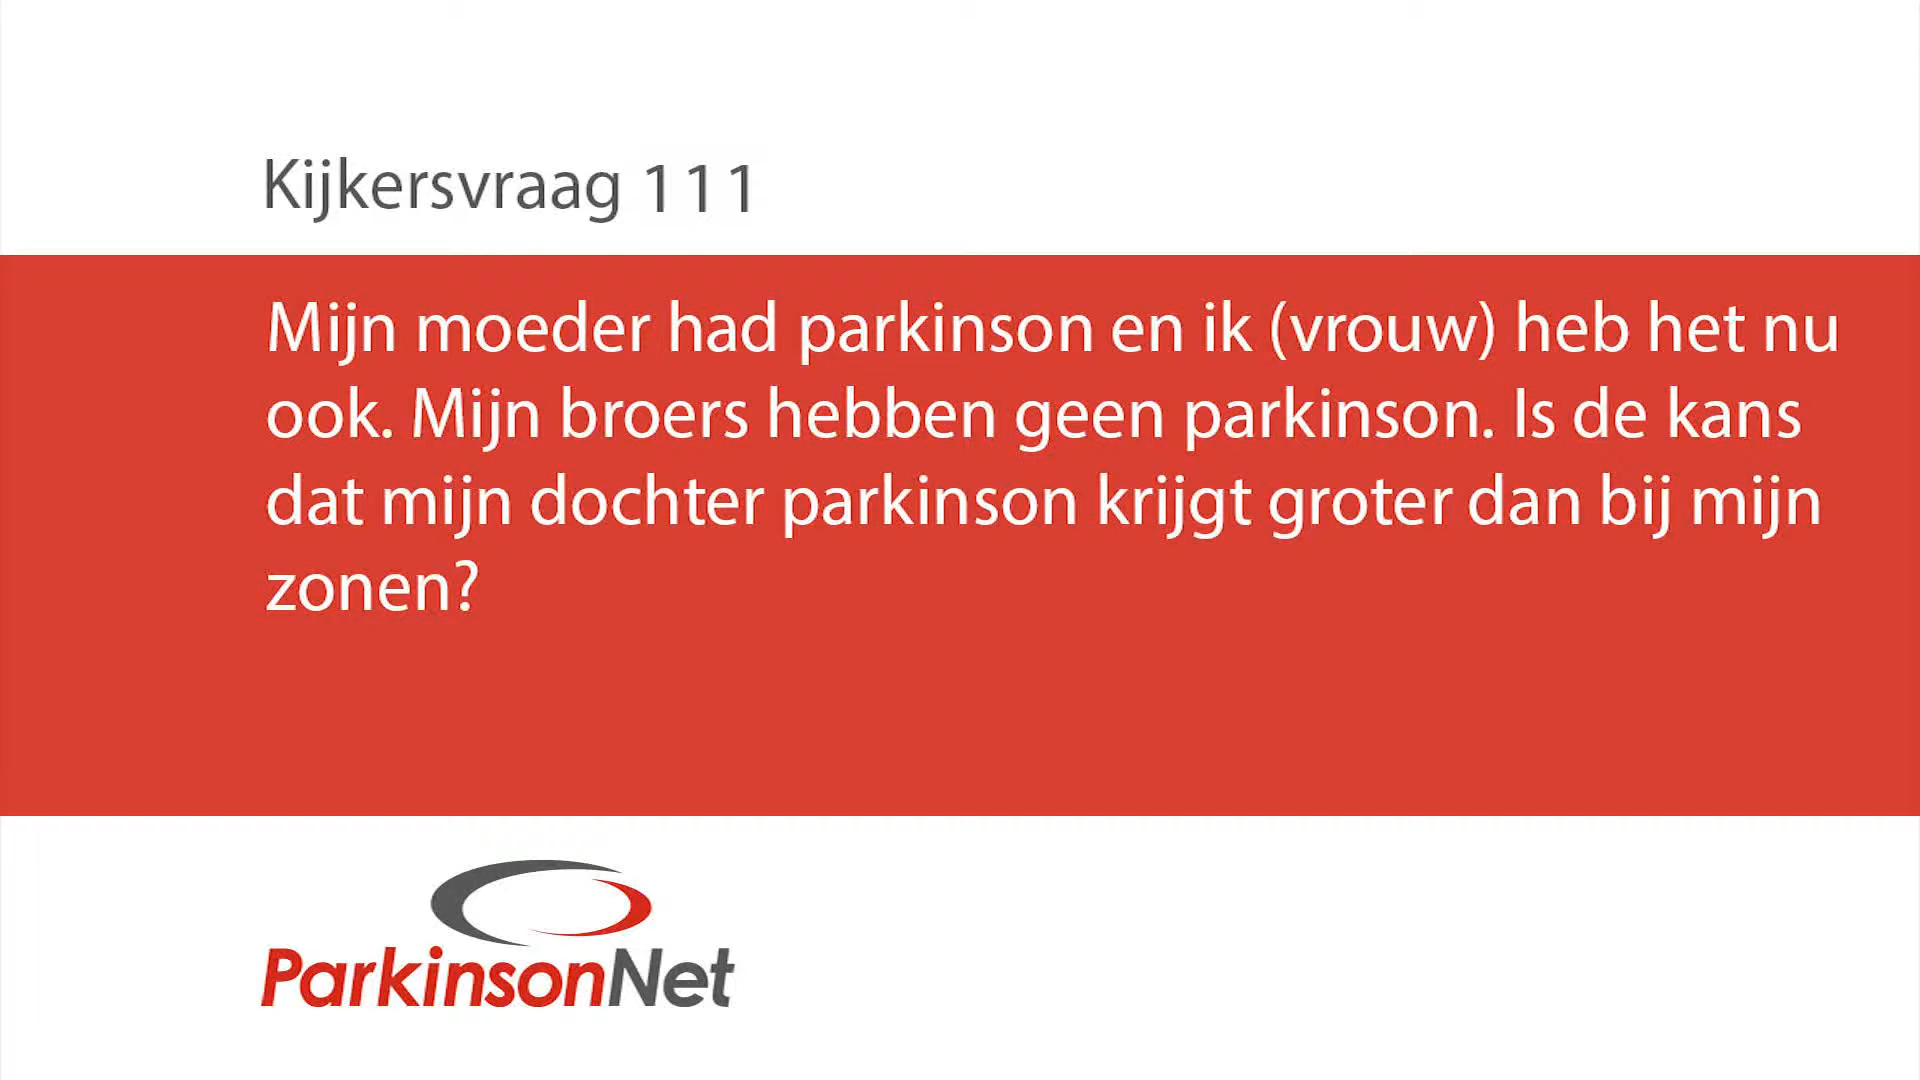 Kijkersvraag 111
Mijn moeder had parkinson en ik (vrouw) heb het nu
ook. Mijn broers hebben geen parkinson. Is de kans
dat mijn dochter parkinson krijgt groter dan bij mijn
zonen?
ParkinsonNet